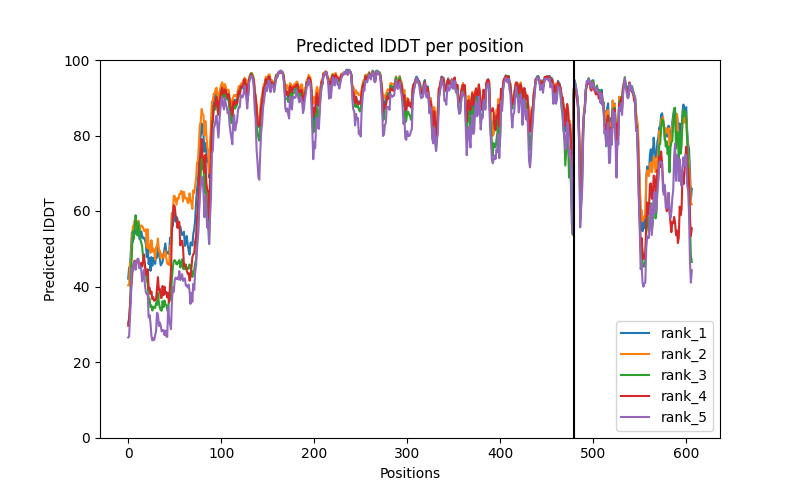 Predicted lDDT per position
Predicted lDDT
100
80
60
40
20
0
0 100 200 300 400 500 600
Positions
rank_1
rank_2
rank_3
rank_4
rank_5